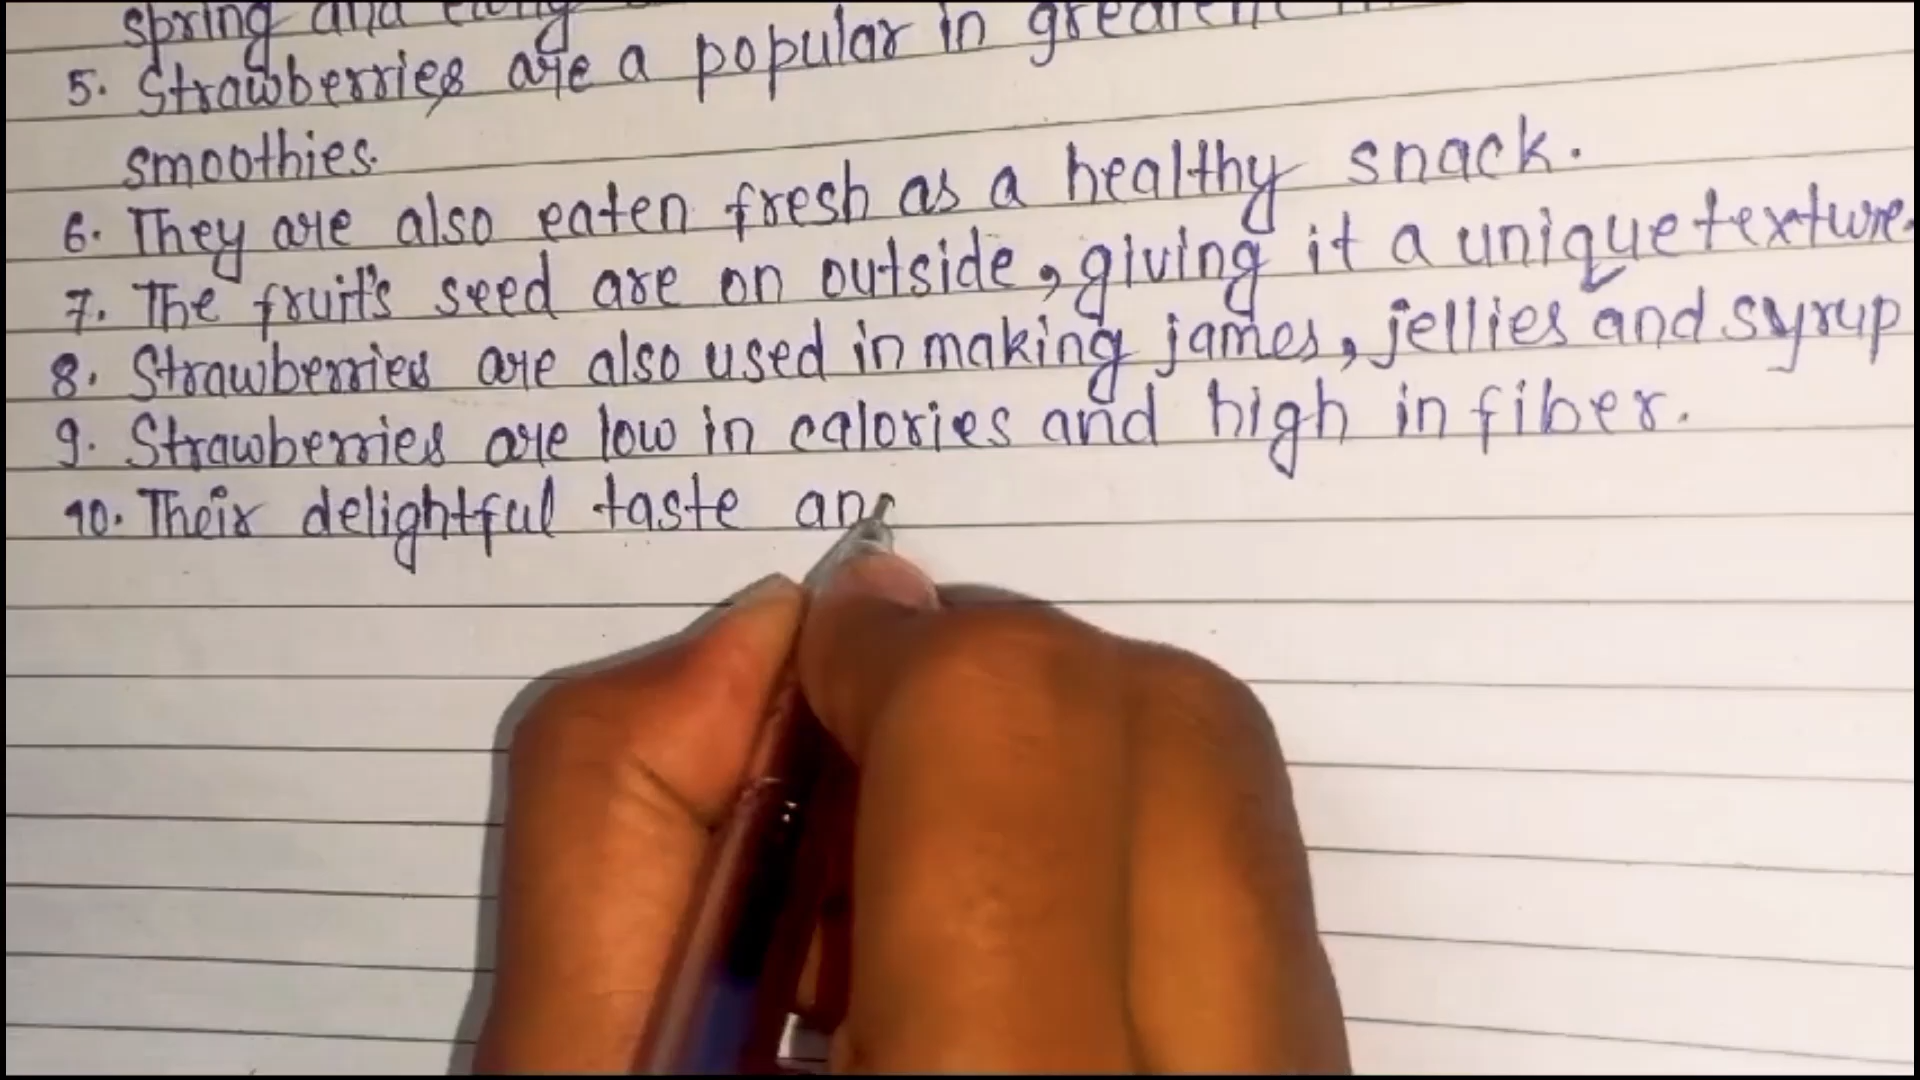 spring and
5. Strawberries are a popular in
smoothies.
6. They are also eaten fresh as a healthy snack.
7. The fruit's seed are on outside, giving it a unique texture.
8. Strawberries are also used in making james, jellies and syrup
9. Strawberries are low in calories and high in fiber.
10. Their delightful taste an